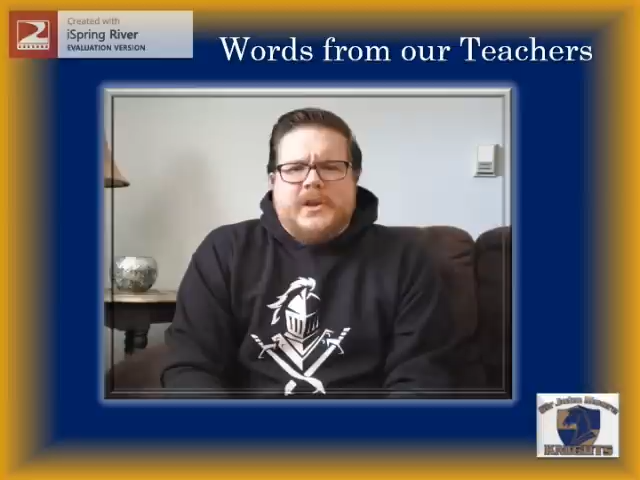 Created with
iSpring River
EVALUATION VERSION
Words from our Teachers
KNIGHTS